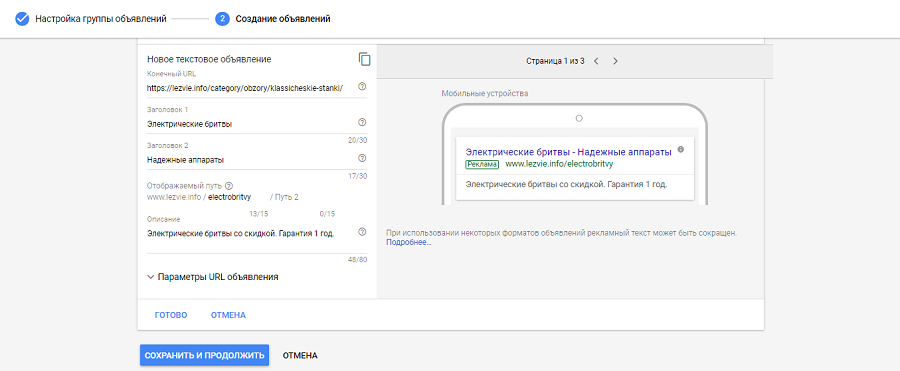 Настройка группы объявлений
2 Создание объявлений
Новое текстовое объявление
Конечный URL
https://lezvie.info/category/obzory/klassicheskie-stanki/
Заголовок 1
Электрические бритвы
20/30
Заголовок 2
Надежные аппараты
17/30
Отображаемый путь
www.lezvie.info / electrobritvy / Путь 2
13/15 0/15
Описание
Электрические бритвы со скидкой. Гарантия 1 год.
48/80
Параметры URL объявления
ГОТОВО ОТМЕНА
Страница 1 из 3
Мобильные устройства
Электрические бритвы - Надежные аппараты
Реклама www.lezvie.info/electrobritvy
Электрические бритвы со скидкой. Гарантия 1 год.
При использовании некоторых форматов объявлений рекламный текст может быть сокращен.
Подробнее...
СОХРАНИТЬ И ПРОДОЛЖИТЬ ОТМЕНА